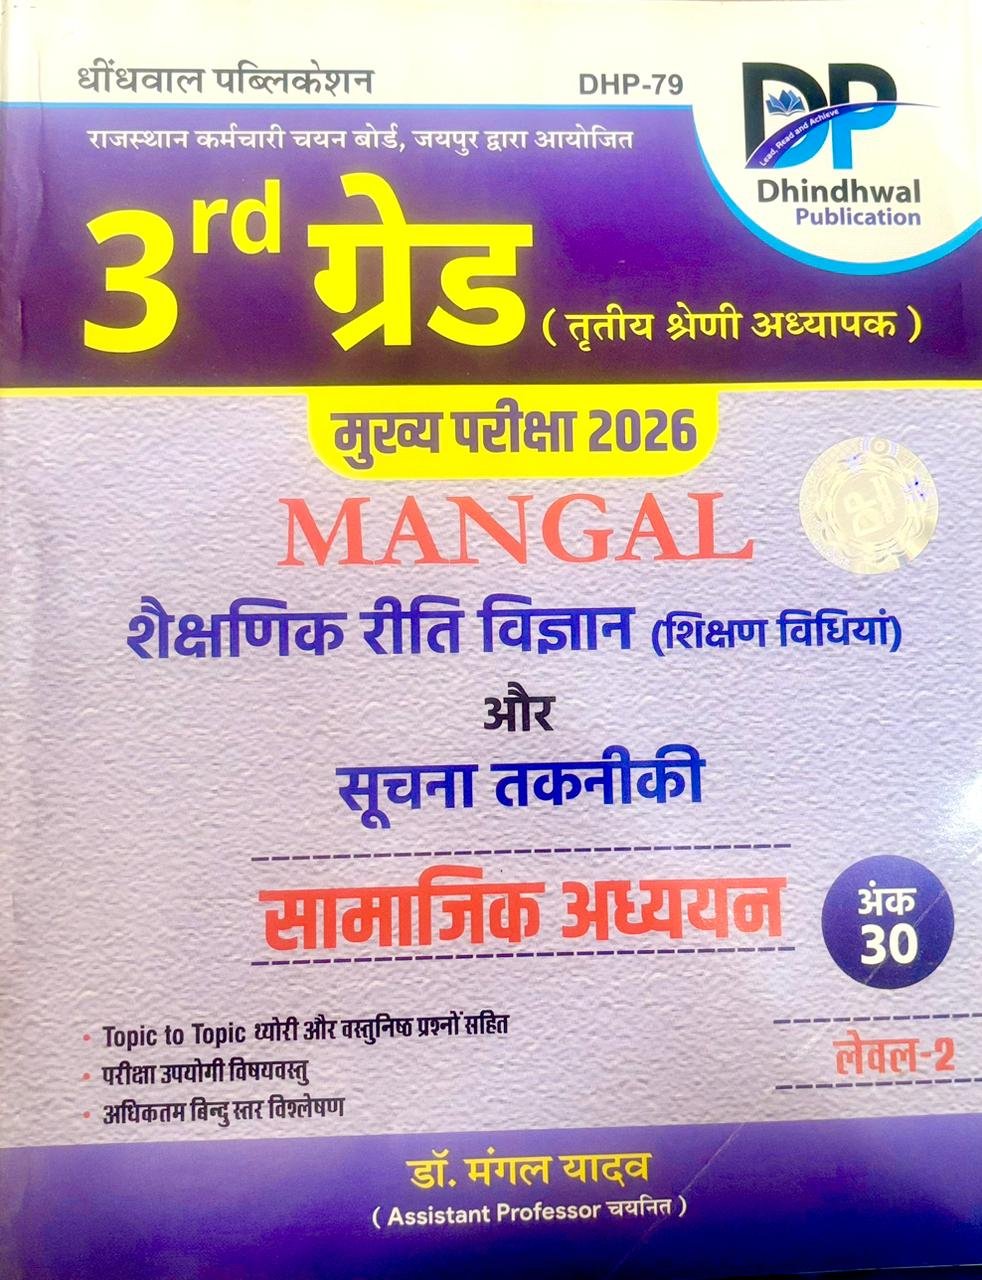 धींधवाल पब्लिकेशन DHP-79
DP
Lead, Read and Achieve
Dhindhwal
Publication
राजस्थान कर्मचारी चयन बोर्ड, जयपुर द्वारा आयोजित
3rd ग्रेड ( तृतीय श्रेणी अध्यापक )
मुख्य परीक्षा 2026
DP
MANGAL
शैक्षणिक रीति विज्ञान (शिक्षण विधियां)
और
सूचना तकनीकी
सामाजिक अध्ययन
अंक
30
• Topic to Topic थ्योरी और वस्तुनिष्ठ प्रश्नों सहित
• परीक्षा उपयोगी विषयवस्तु
• अधिकतम बिन्दु स्तर विश्लेषण
लेवल-2
डॉ. मंगल यादव
( Assistant Professor चयनित )